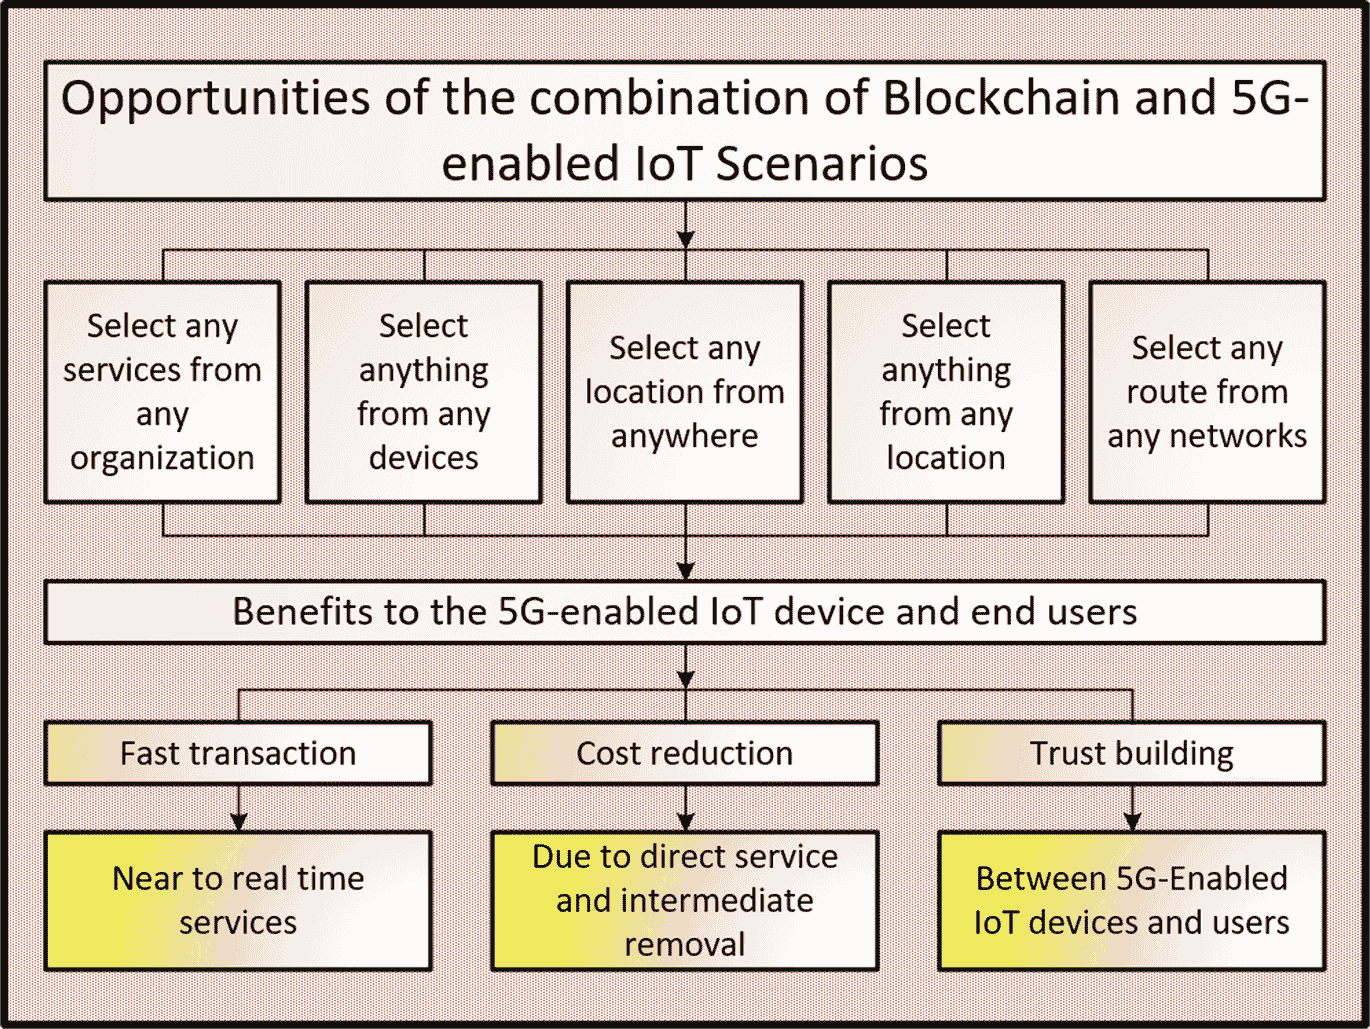 Opportunities of the combination of Blockchain and 5G-
enabled IoT Scenarios
Select any
services from
any
organization
Select
anything
from any
devices
Select any
location from
anywhere
Select
anything
from any
location
Select any
route from
any networks
Benefits to the 5G-enabled IoT device and end users
Fast transaction
Cost reduction
Trust building
Near to real time
services
Due to direct service
and intermediate
removal
Between 5G-Enabled
IoT devices and users